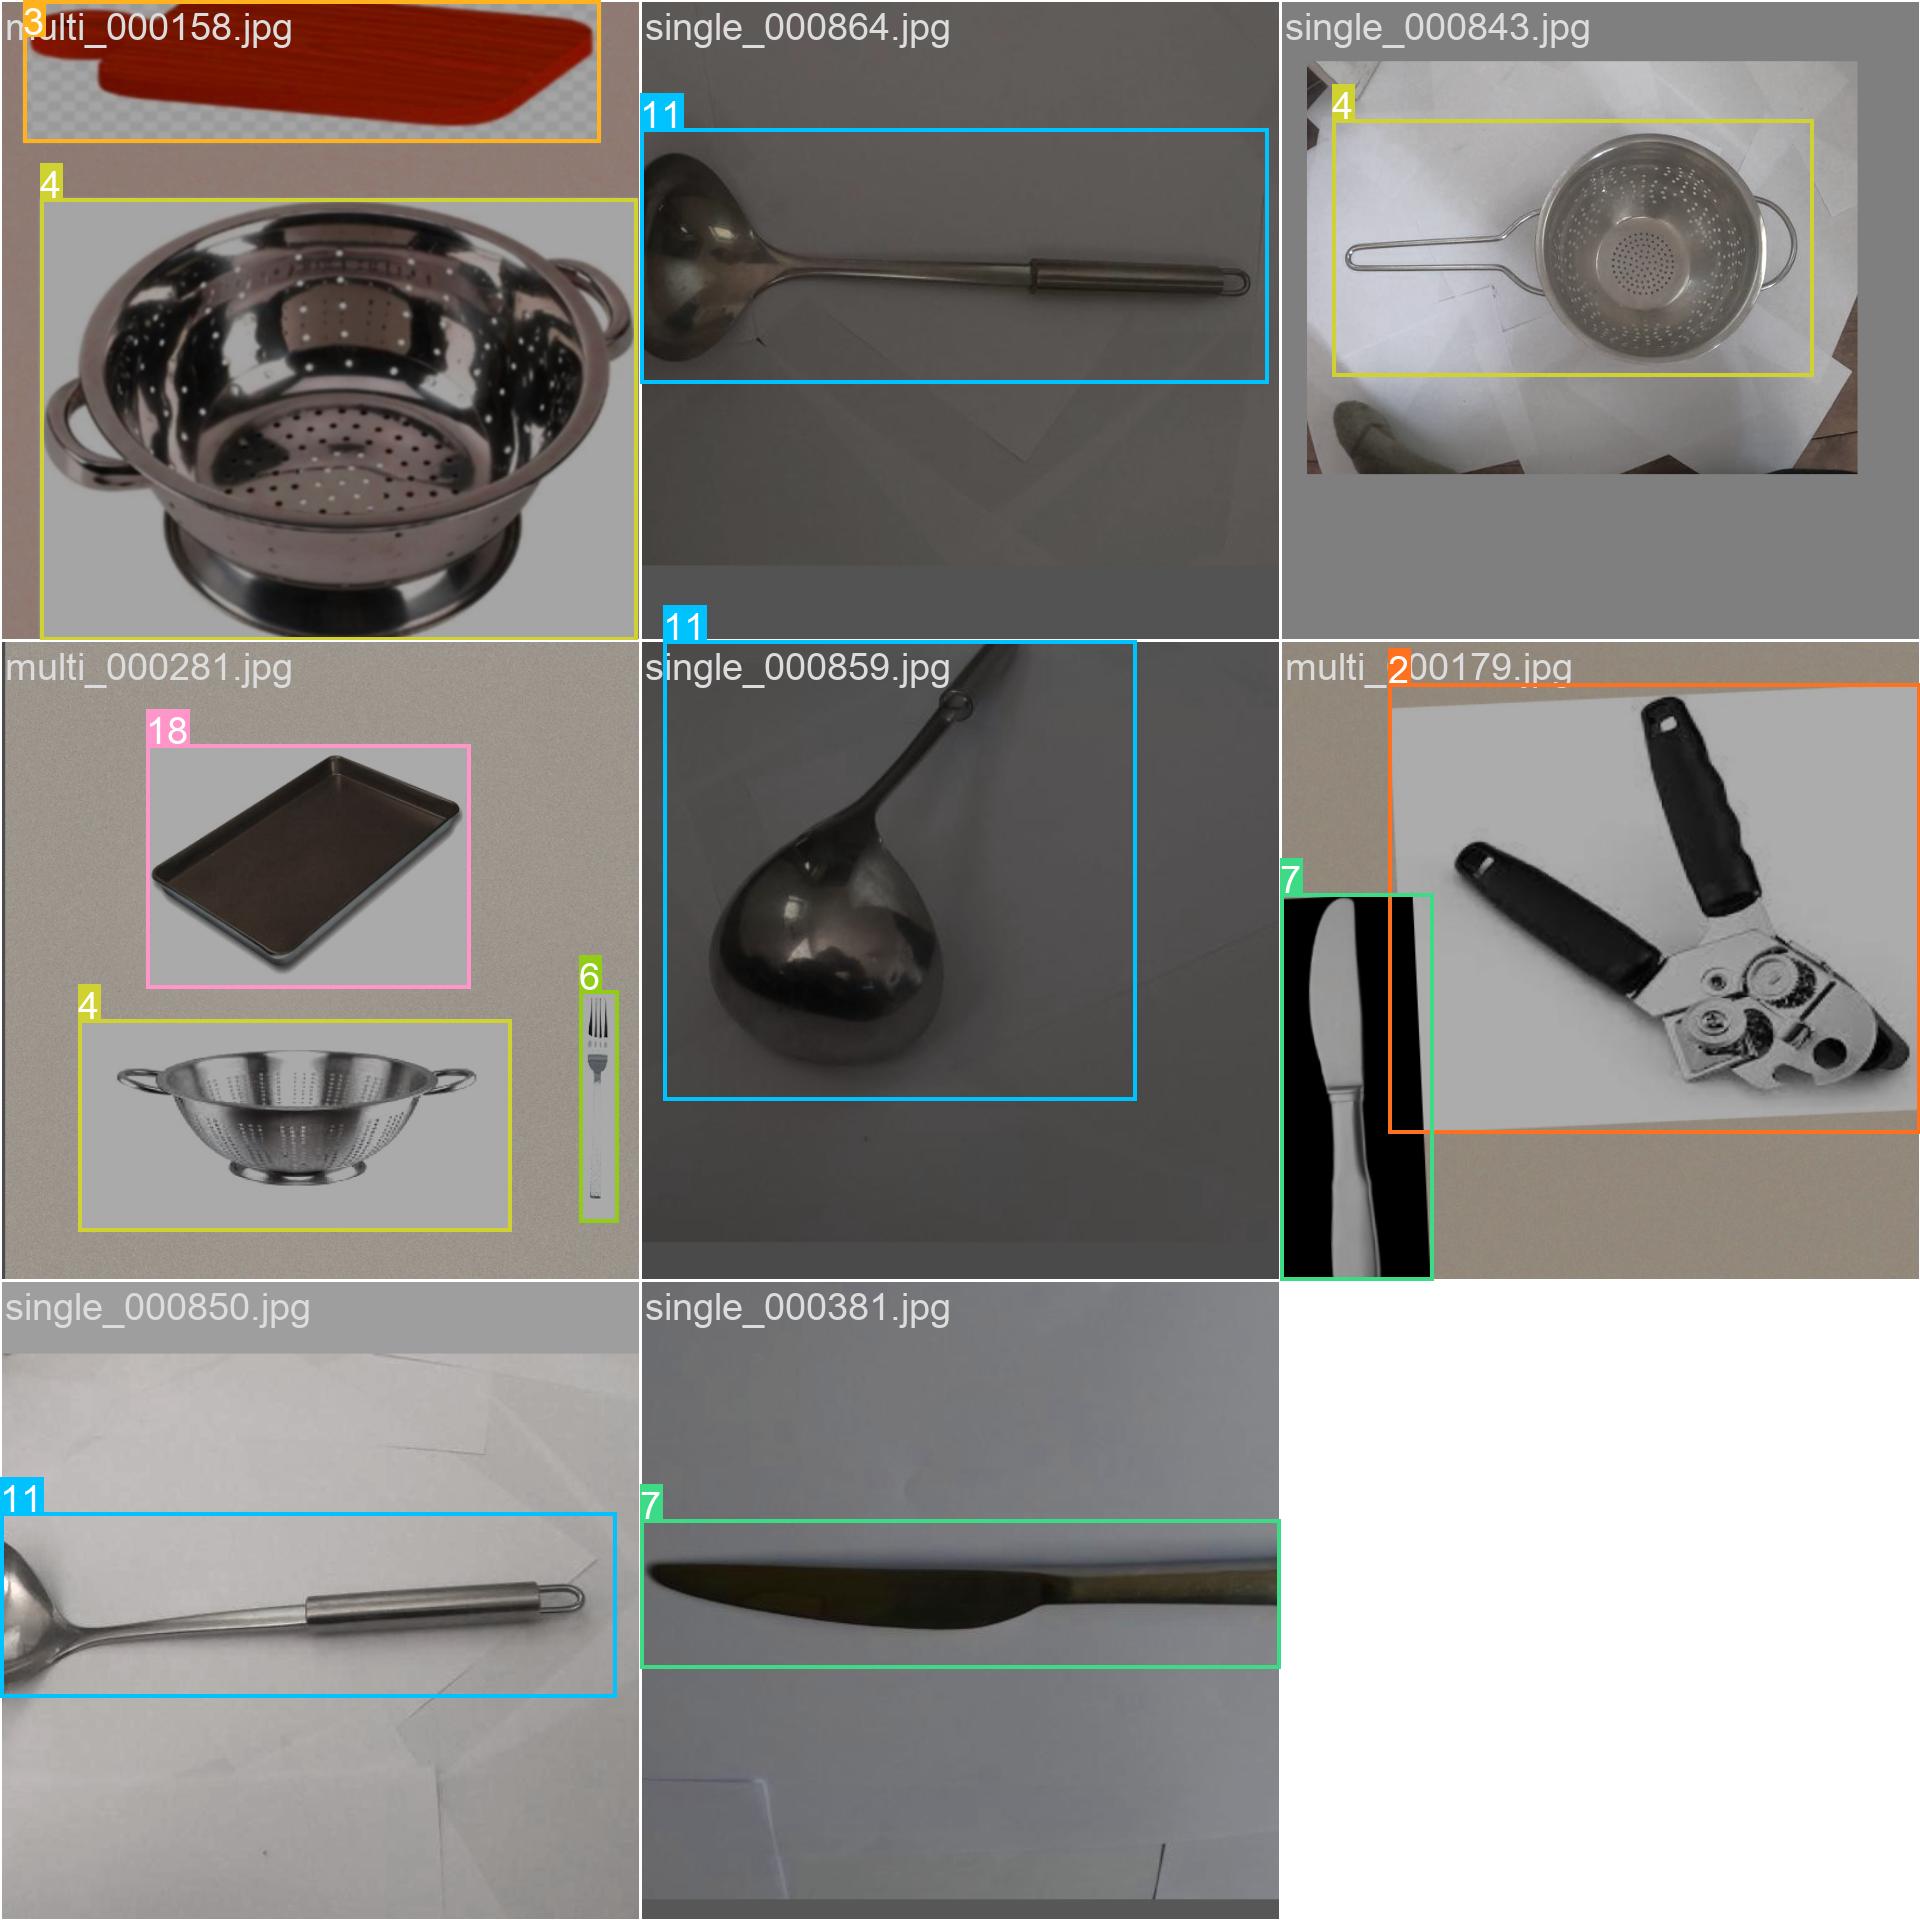 3
multi_000158.jpg
4
single_000864.jpg
11
single_000843.jpg
4
multi_000281.jpg
18
4
6
11
single_000859.jpg
multi_000179.jpg
2
7
single_000850.jpg
11
single_000381.jpg
7